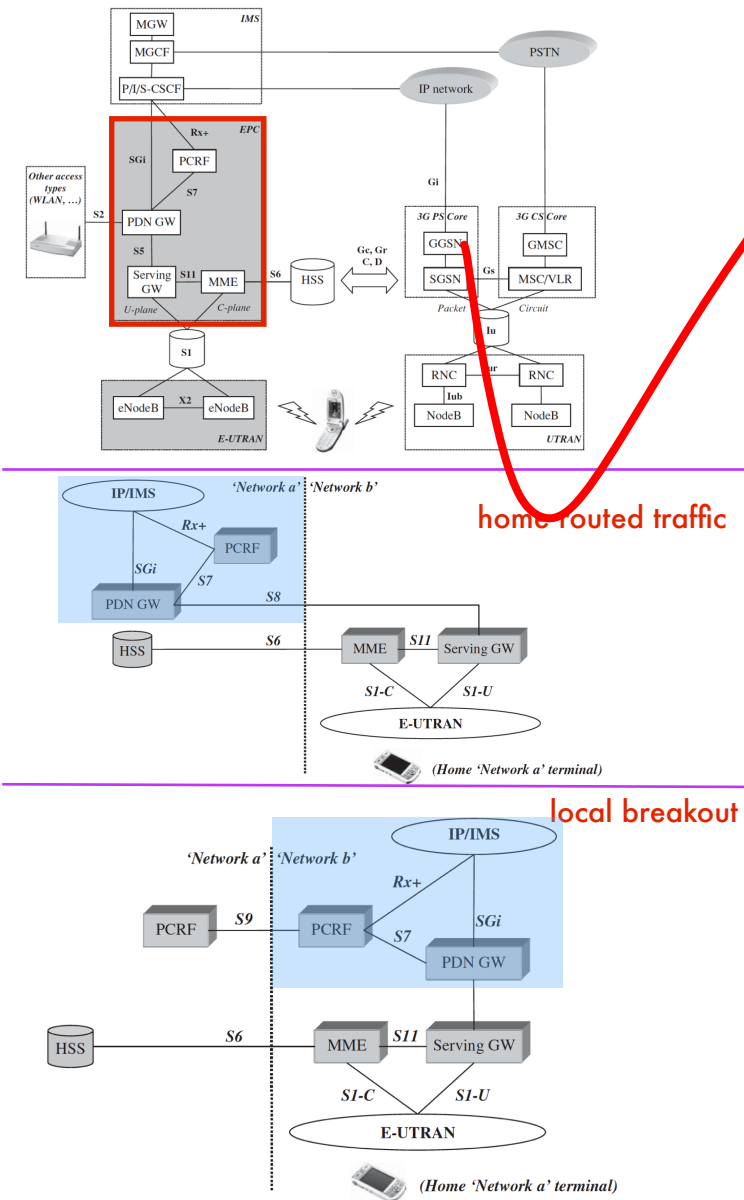 IMS
MGW
MGCF
PSTN
P/I/S-CSCF
IP network
EPC
Rx+
SGi
PCRF
Gi
Other access
types
(WLAN, ...)
S7
S2
PDN GW
3G PS Core
3G CS Core
S5
GGSN
GMSC
Gc, Gr
C, D
Serving
GW
S11
MME
S6
HSS
SGSN
Gs
MSC/VLR
U-plane
C-plane
Packet
Circuit
Iu
S1
RNC
RNC
Iub
X2
eNodeB
eNodeB
NodeB
NodeB
E-UTRAN
UTRAN
'Network a'
'Network b'
IP/IMS
home routed traffic
Rx+
PCRF
SGi
S7
PDN GW
S8
HSS
S6
MME
S11
Serving GW
S1-C
S1-U
E-UTRAN
(Home 'Network a' terminal)
local breakout
IP/IMS
'Network a'
'Network b'
Rx+
PCRF
S9
PCRF
SGi
S7
PDN GW
HSS
S6
MME
S11
Serving GW
S1-C
S1-U
E-UTRAN
(Home 'Network a' terminal)